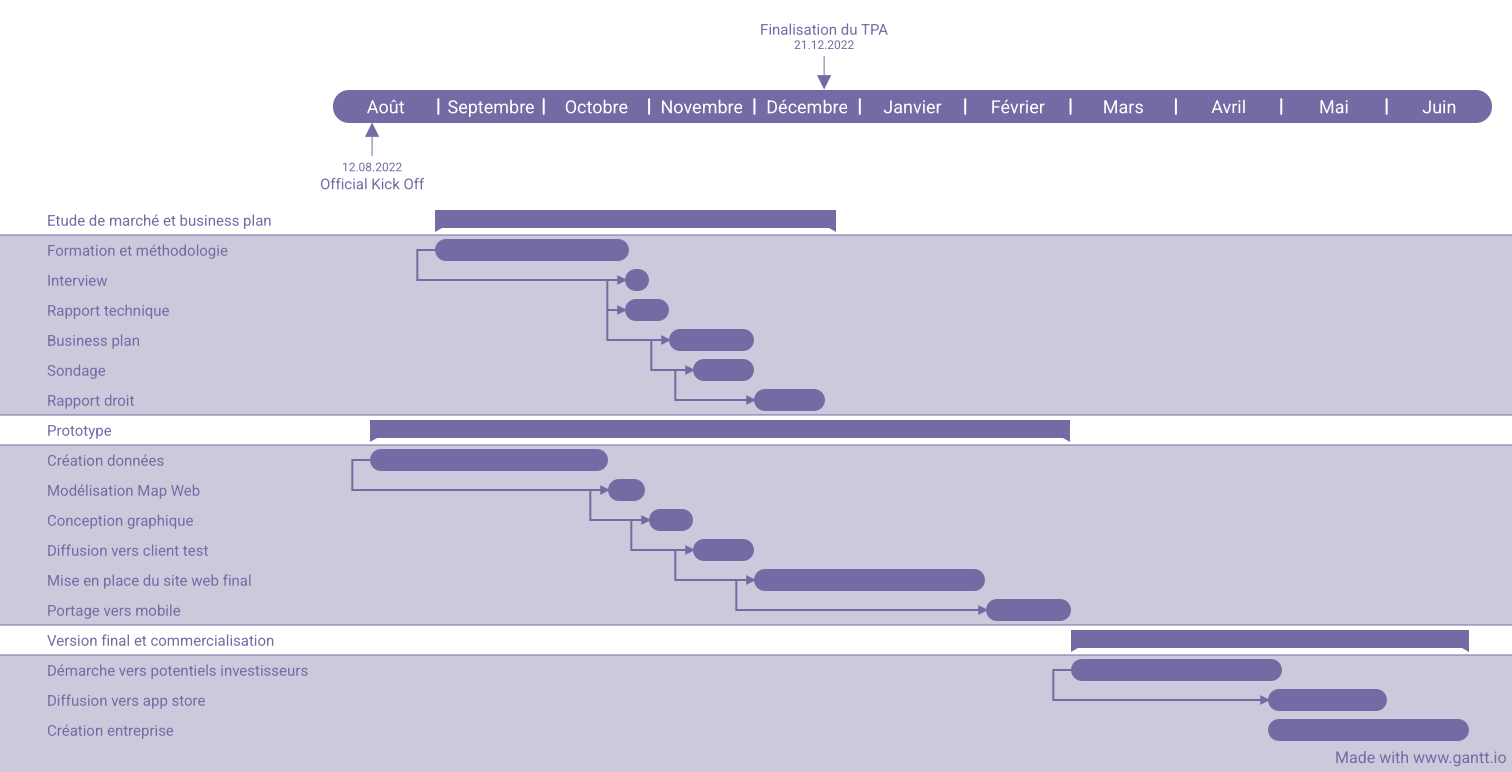 Finalisation du TPA
21.12.2022
Août | Septembre | Octobre | Novembre | Décembre | Janvier | Février | Mars | Avril | Mai | Juin
12.08.2022
Official Kick Off
Etude de marché et business plan
Formation et méthodologie
Interview
Rapport technique
Business plan
Sondage
Rapport droit
Prototype
Création données
Modélisation Map Web
Conception graphique
Diffusion vers client test
Mise en place du site web final
Portage vers mobile
Version final et commercialisation
Démarche vers potentiels investisseurs
Diffusion vers app store
Création entreprise
Made with www.gantt.io